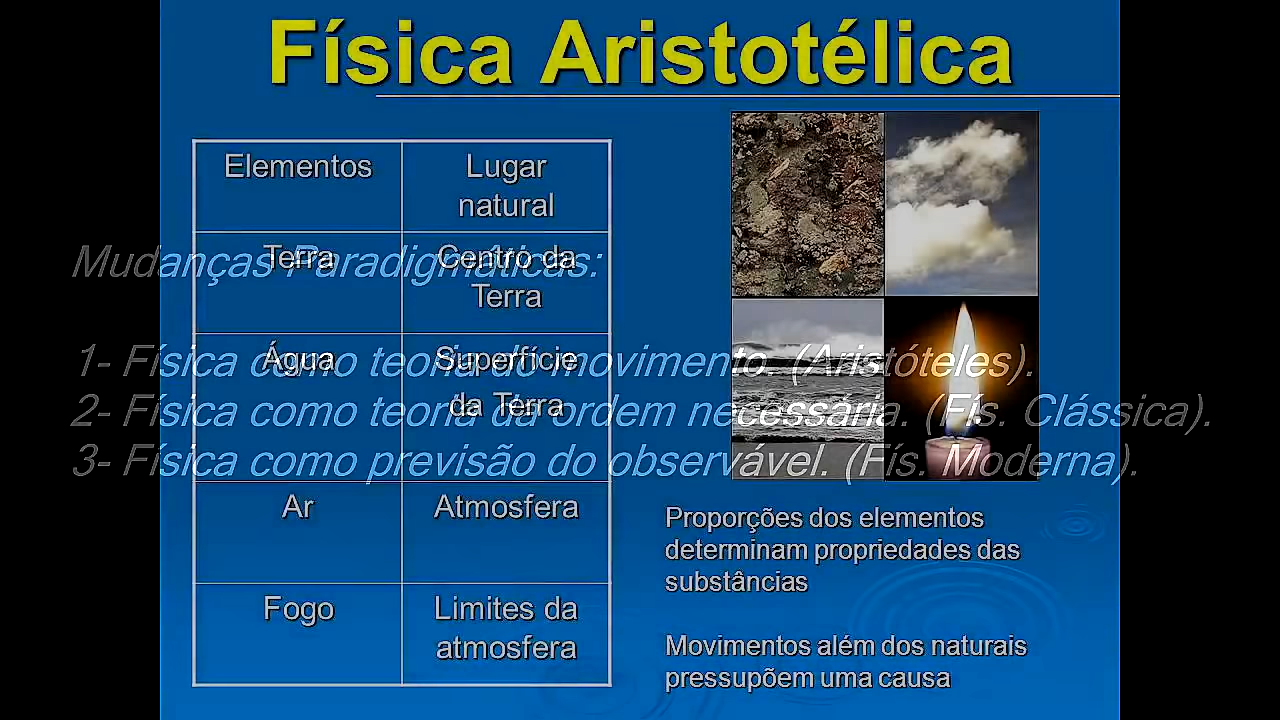 Física Aristotélica
Elementos
Lugar
natural
Terra
Centro da
Terra
Água
Superfície
da Terra
Ar
Atmosfera
Fogo
Limites da
atmosfera
Proporções dos elementos
determinam propriedades das
substâncias
Movimentos além dos naturais
pressupõem uma causa
Mudanças Paradigmáticas:
1- Física como teoria do movimento. (Aristóteles).
2- Física como teoria da ordem necessária. (Fís. Clássica).
3- Física como previsão do observável. (Fís. Moderna).